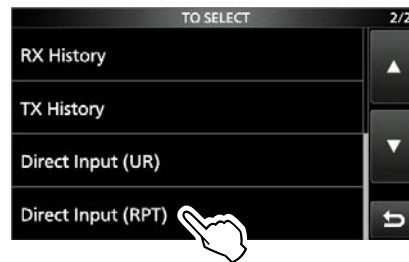 TO SELECT 2/2
RX History
TX History
Direct Input (UR)
Direct Input (RPT)